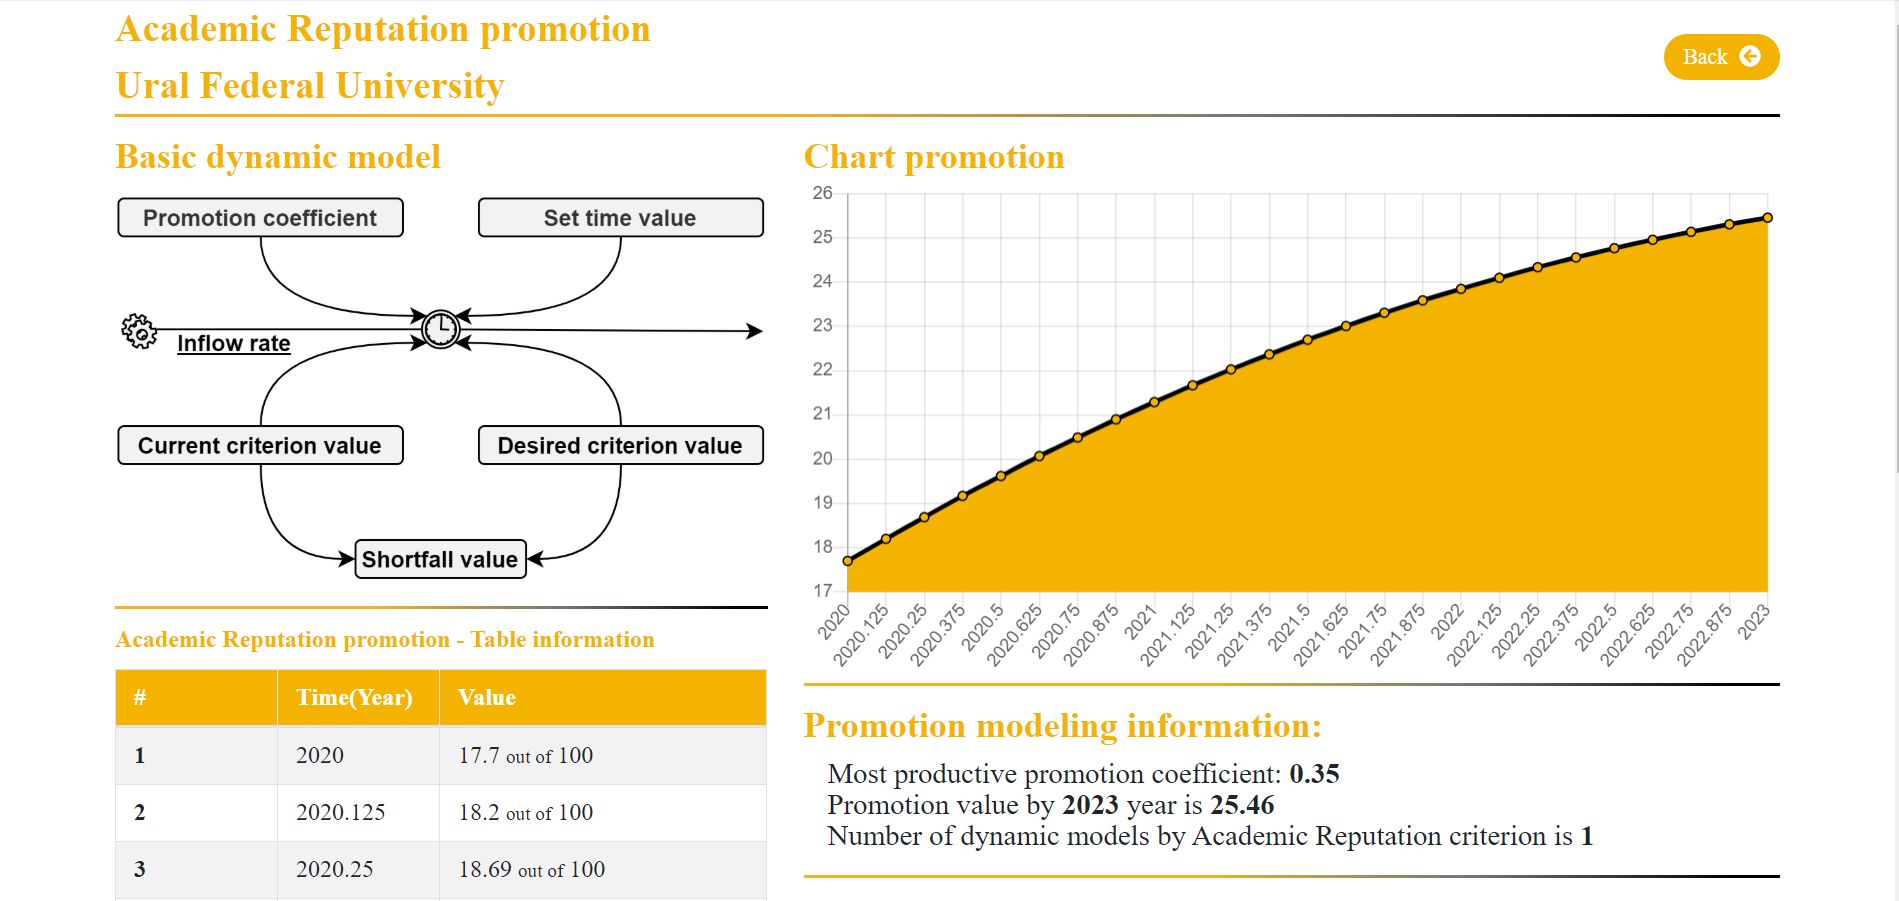 Academic Reputation promotion
Ural Federal University
Back
Basic dynamic model
Promotion coefficient
Set time value
Inflow rate
Current criterion value
Desired criterion value
Shortfall value
Academic Reputation promotion - Table information
# Time(Year) Value
1 2020 17.7 out of 100
2 2020.125 18.2 out of 100
3 2020.25 18.69 out of 100
Chart promotion
26
25
24
23
22
21
20
19
18
17
2020 2020.125 2020.25 2020.375 2020.5 2020.625 2020.75 2020.875 2021 2021.125 2021.25 2021.375 2021.5 2021.625 2021.75 2021.875 2022 2022.125 2022.25 2022.375 2022.5 2022.625 2022.75 2022.875 2023
Promotion modeling information:
Most productive promotion coefficient: 0.35
Promotion value by 2023 year is 25.46
Number of dynamic models by Academic Reputation criterion is 1